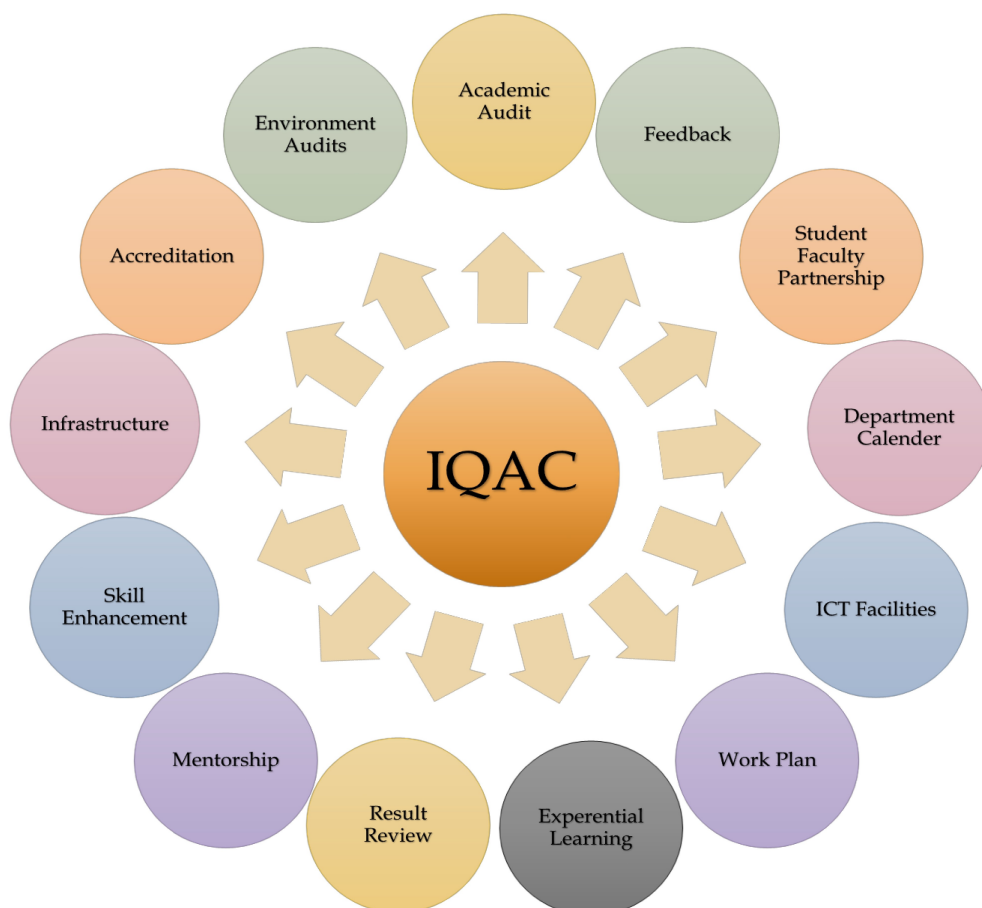 Academic
Audit
Feedback
Student
Faculty
Partnership
Department
Calender
ICT Facilities
Work Plan
Experential
Learning
Result
Review
Mentorship
Skill
Enhancement
Infrastructure
Accreditation
Environment
Audits
IQAC